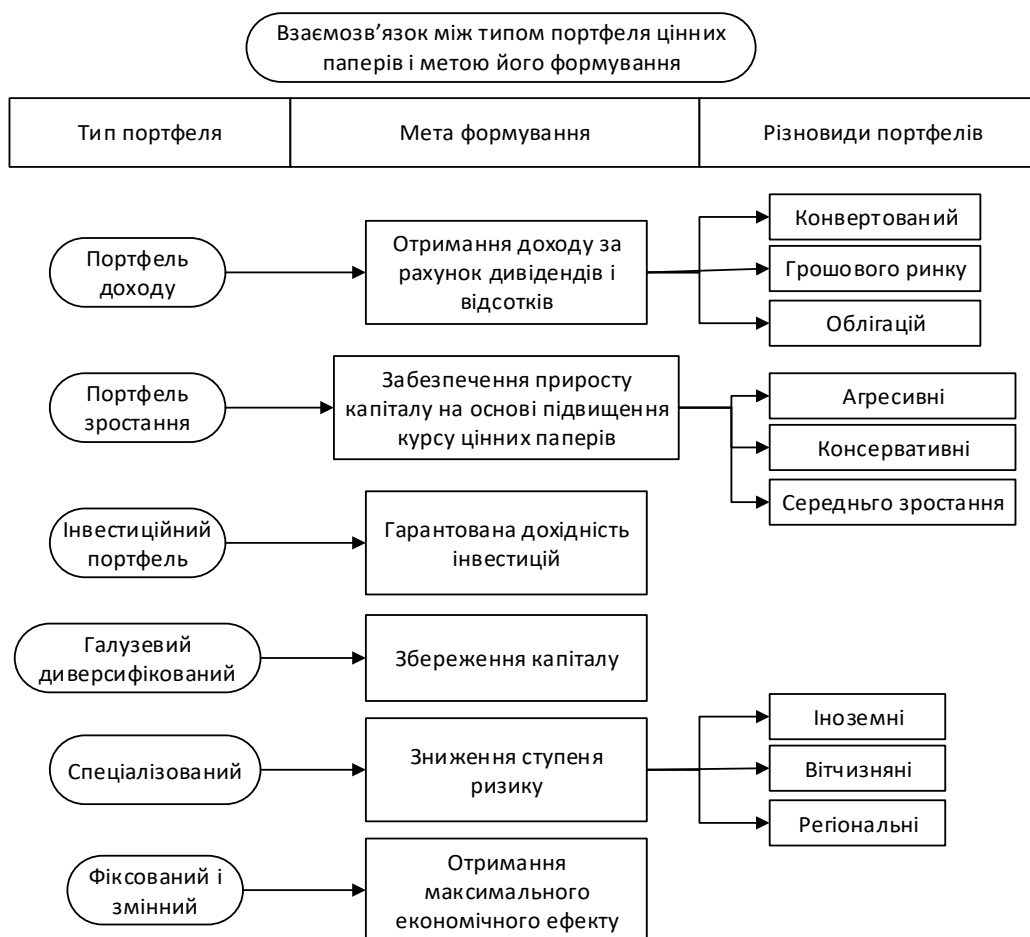 Взаємозв’язок між типом портфеля цінних
паперів і метою його формування
Тип портфеля
Мета формування
Різновиди портфелів
Портфель
доходу
Отримання доходу за
рахунок дивідендів і
відсотків
Конвертований
Грошового ринку
Облігацій
Портфель
зростання
Забезпечення приросту
капіталу на основі підвищення
курсу цінних паперів
Агресивні
Консервативні
Середнього зростання
Інвестиційний
портфель
Гарантована дохідність
інвестицій
Галузевий
диверсифікований
Збереження капіталу
Спеціалізований
Зниження ступеня
ризику
Іноземні
Вітчизняні
Регіональні
Фіксований і
змінний
Отримання
максимального
економічного ефекту